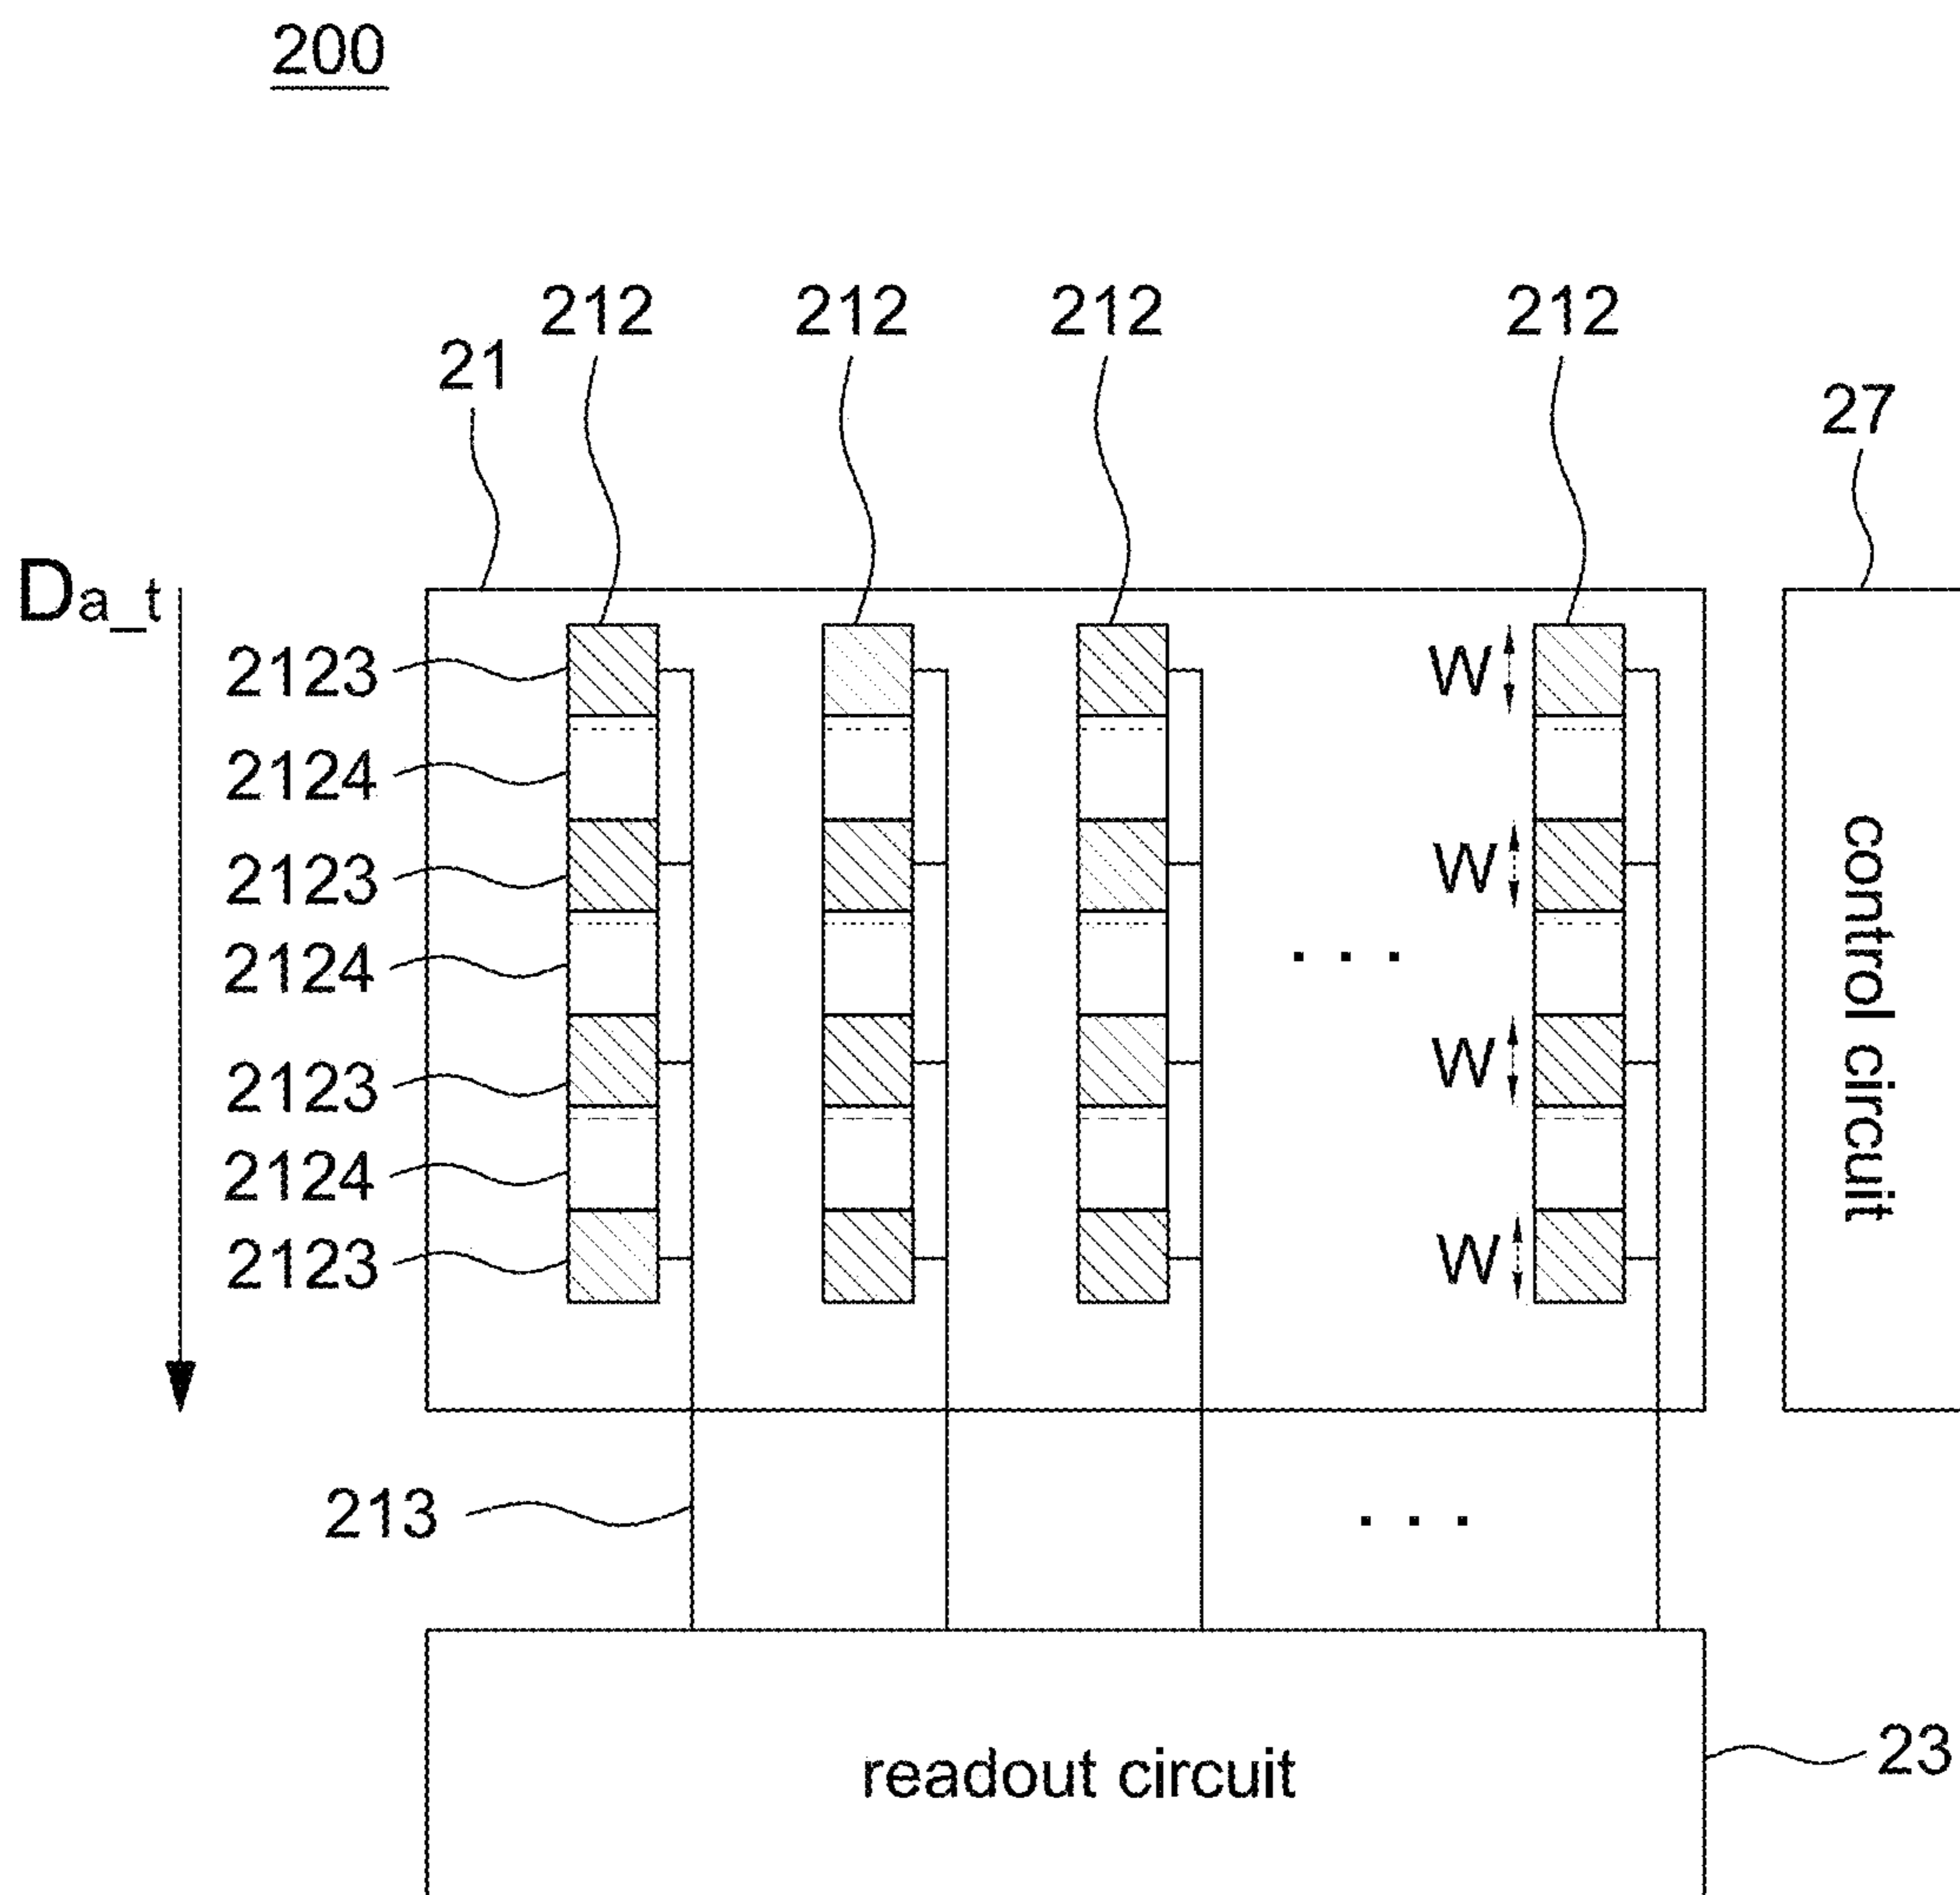 200
212 212 212 212
21
27
Da_t
2123 W
2124
2123 W
2124
2123 W
2124
2123 W
control circuit
. . .
213
. . .
readout circuit
23